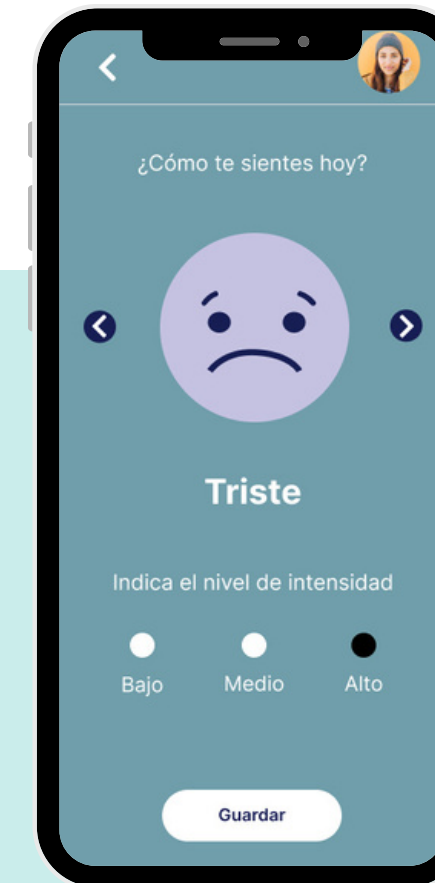 ¿Cómo te sientes hoy?
Triste
Indica el nivel de intensidad
Bajo Medio Alto
Guardar